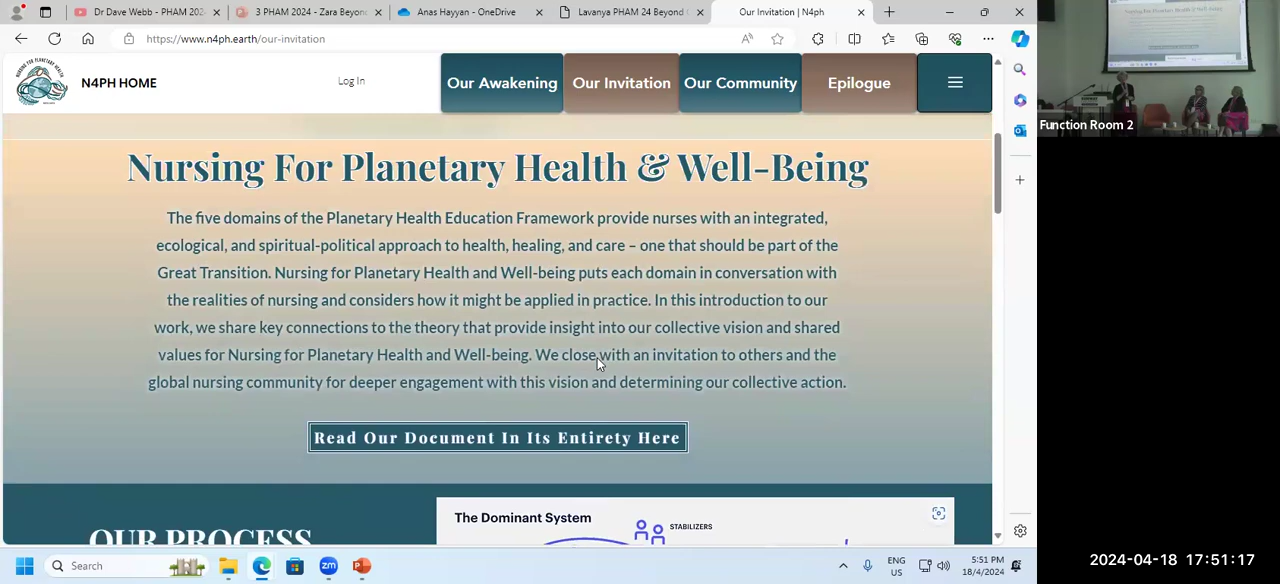 Dr Dave Webb - PHAM 202
3 PHAM 2024 - Zara Beyon
Anas Hayyan - OneDrive
Lavanya PHAM 24 Beyond
Our Invitation | N4ph
https://www.n4ph.earth/our-invitation
N4PH HOME
Log In
Our Awakening
Our Invitation
Our Community
Epilogue
Function Room 2
Nursing For Planetary Health & Well-Being
The five domains of the Planetary Health Education Framework provide nurses with an integrated,
ecological, and spiritual-political approach to health, healing, and care – one that should be part of the
Great Transition. Nursing for Planetary Health and Well-being puts each domain in conversation with
the realities of nursing and considers how it might be applied in practice. In this introduction to our
work, we share key connections to the theory that provide insight into our collective vision and shared
values for Nursing for Planetary Health and Well-being. We close with an invitation to others and the
global nursing community for deeper engagement with this vision and determining our collective action.
Read Our Document In Its Entirety Here
OUR PROCESS
The Dominant System
STABILIZERS
Search
zm
ENG
US
5:51 PM
18/4/2024
2024-04-18 17:51:17